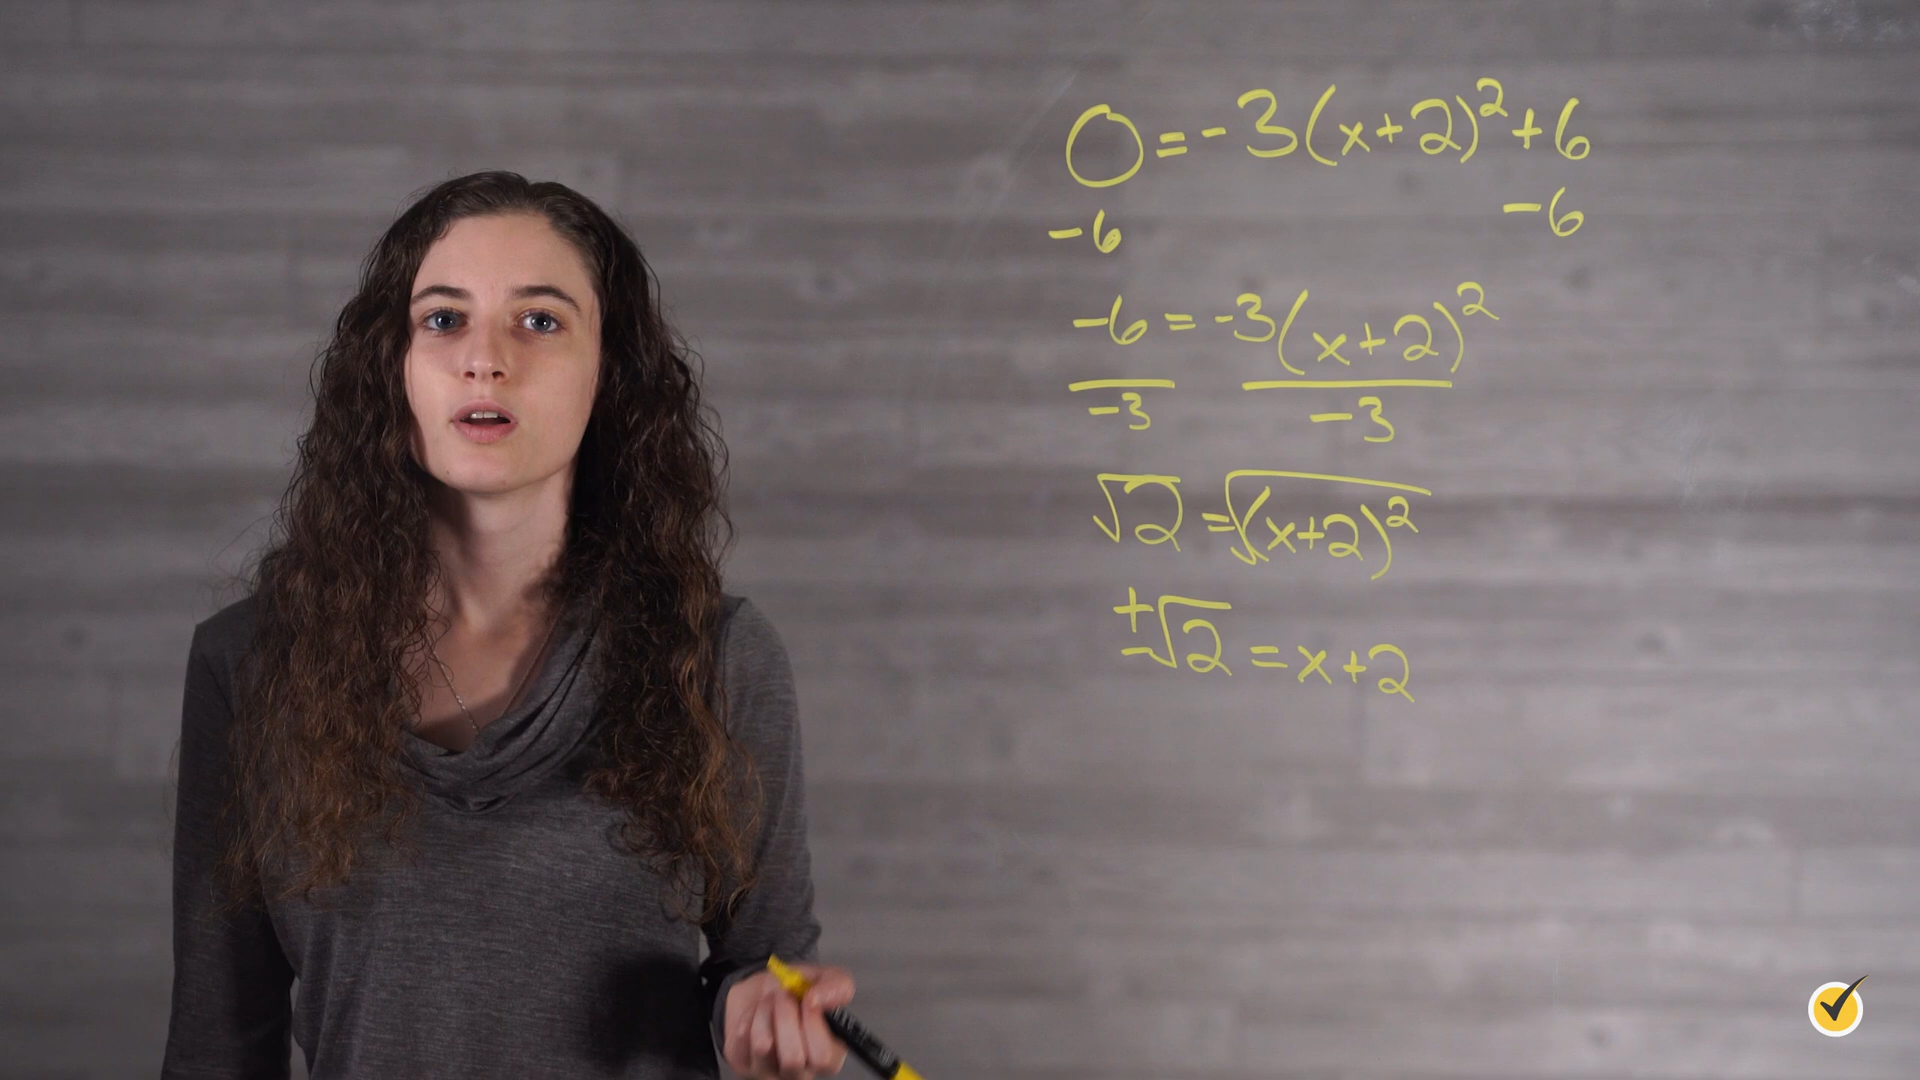 0=-3(x+2)²+6
-6 -6
-6=-3(x+2)²
-3 -3
√2=√(x+2)²
±√2=x+2